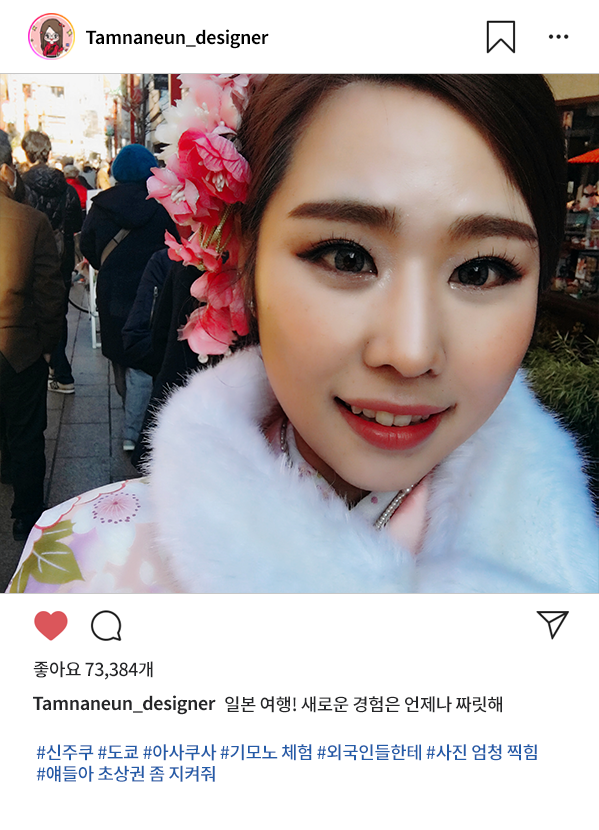 Tamnaneun_designer
좋아요 73,384개
Tamnaneun_designer 일본 여행! 새로운 경험은 언제나 짜릿해
#신주쿠 #도쿄 #아사쿠사 #기모노 체험 #외국인들한테 #사진 엄청 찍힘
#얘들아 초상권 좀 지켜줘